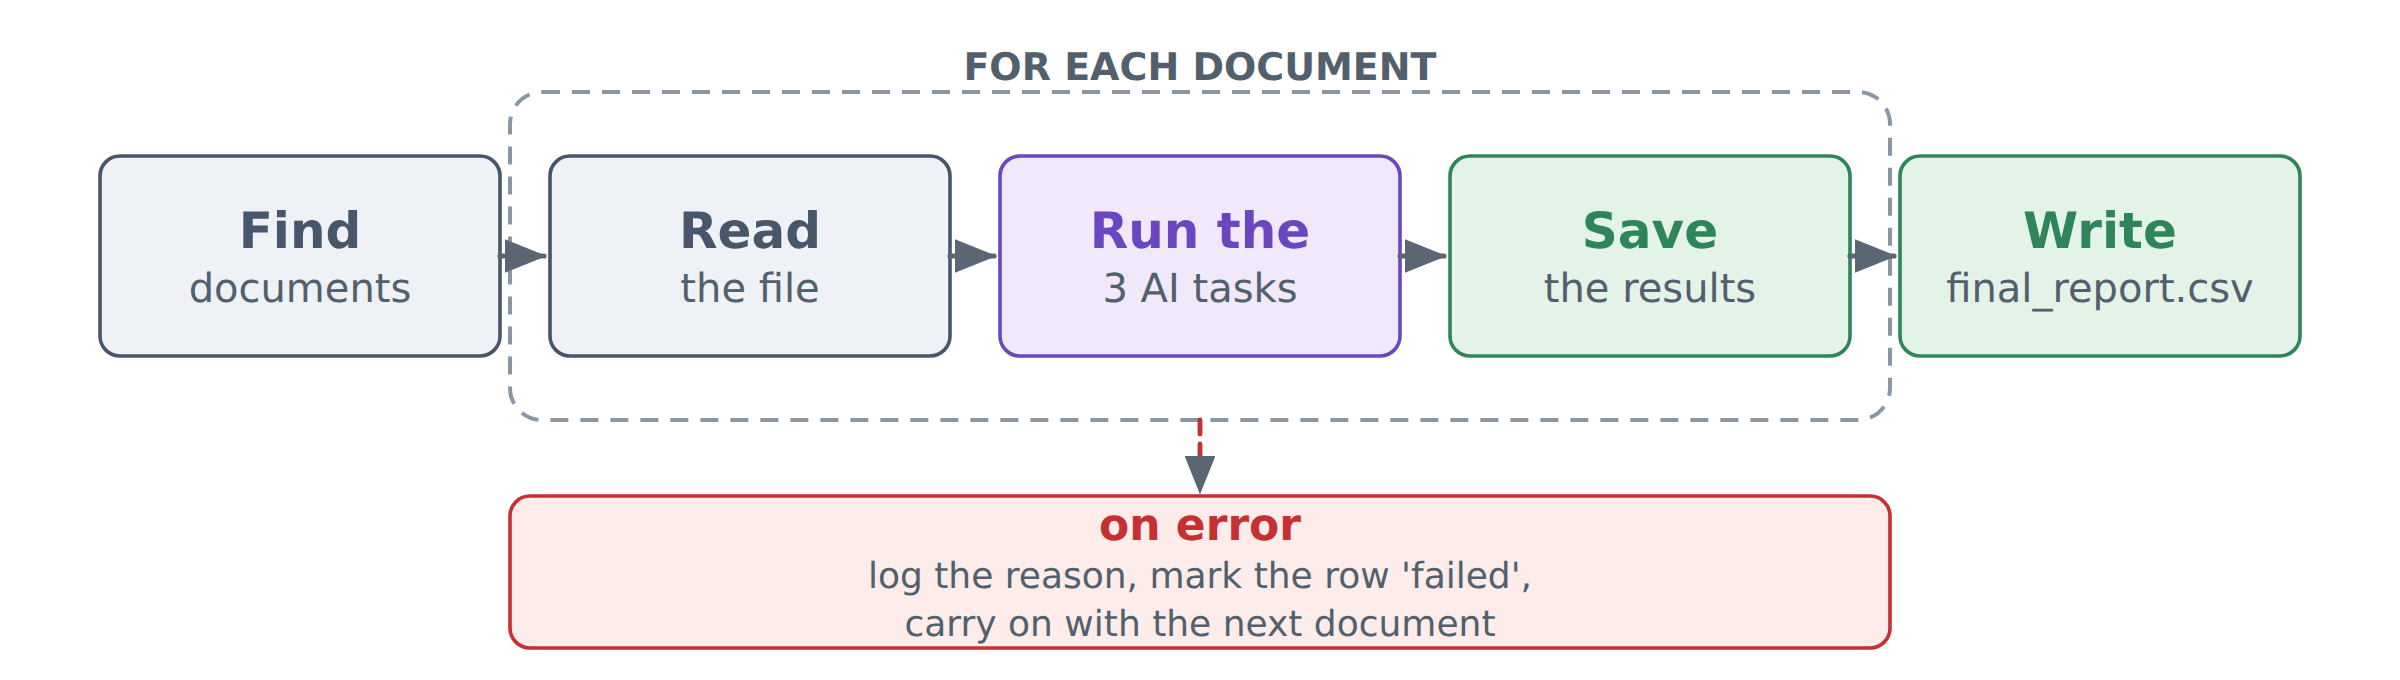 FOR EACH DOCUMENT
Find
documents
Read
the file
Run the
3 AI tasks
Save
the results
Write
final_report.csv
on error
log the reason, mark the row 'failed',
carry on with the next document